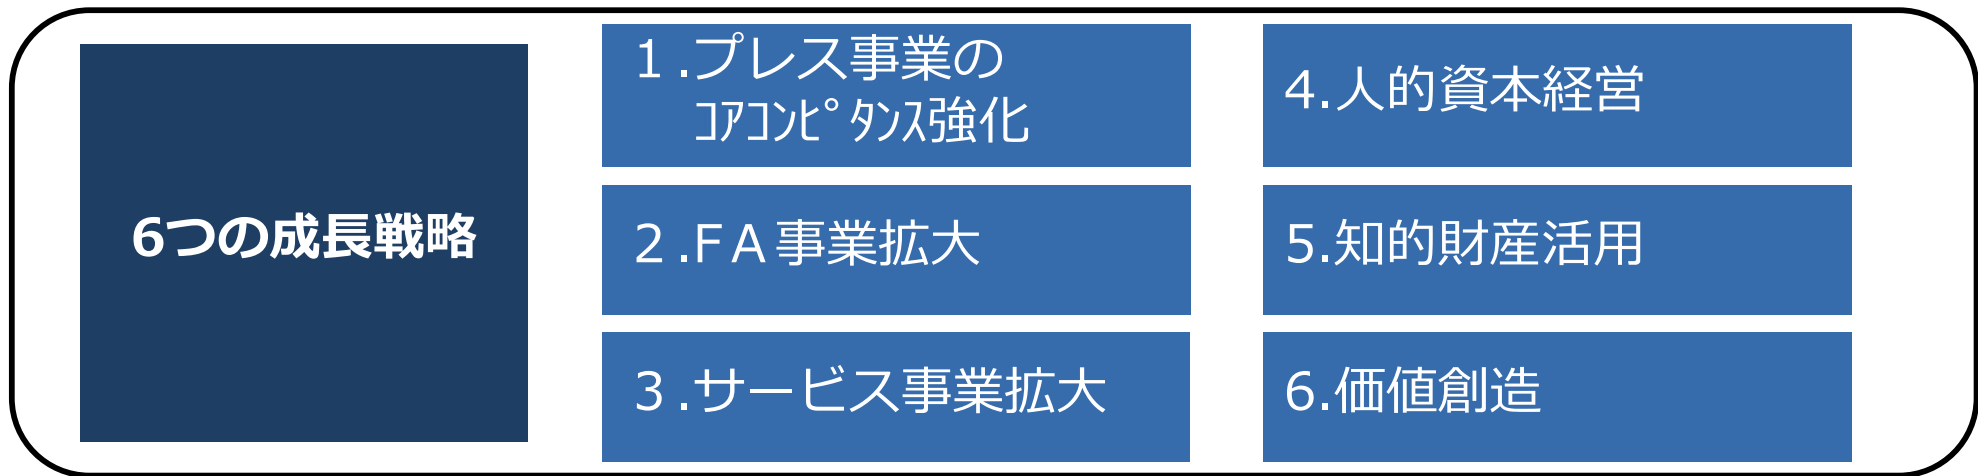 6つの成長戦略
１.プレス事業の
ｺｱｺﾝﾋﾟﾀﾝｽ強化
２.ＦＡ事業拡大
３.サービス事業拡大
4.人的資本経営
5.知的財産活用
6.価値創造